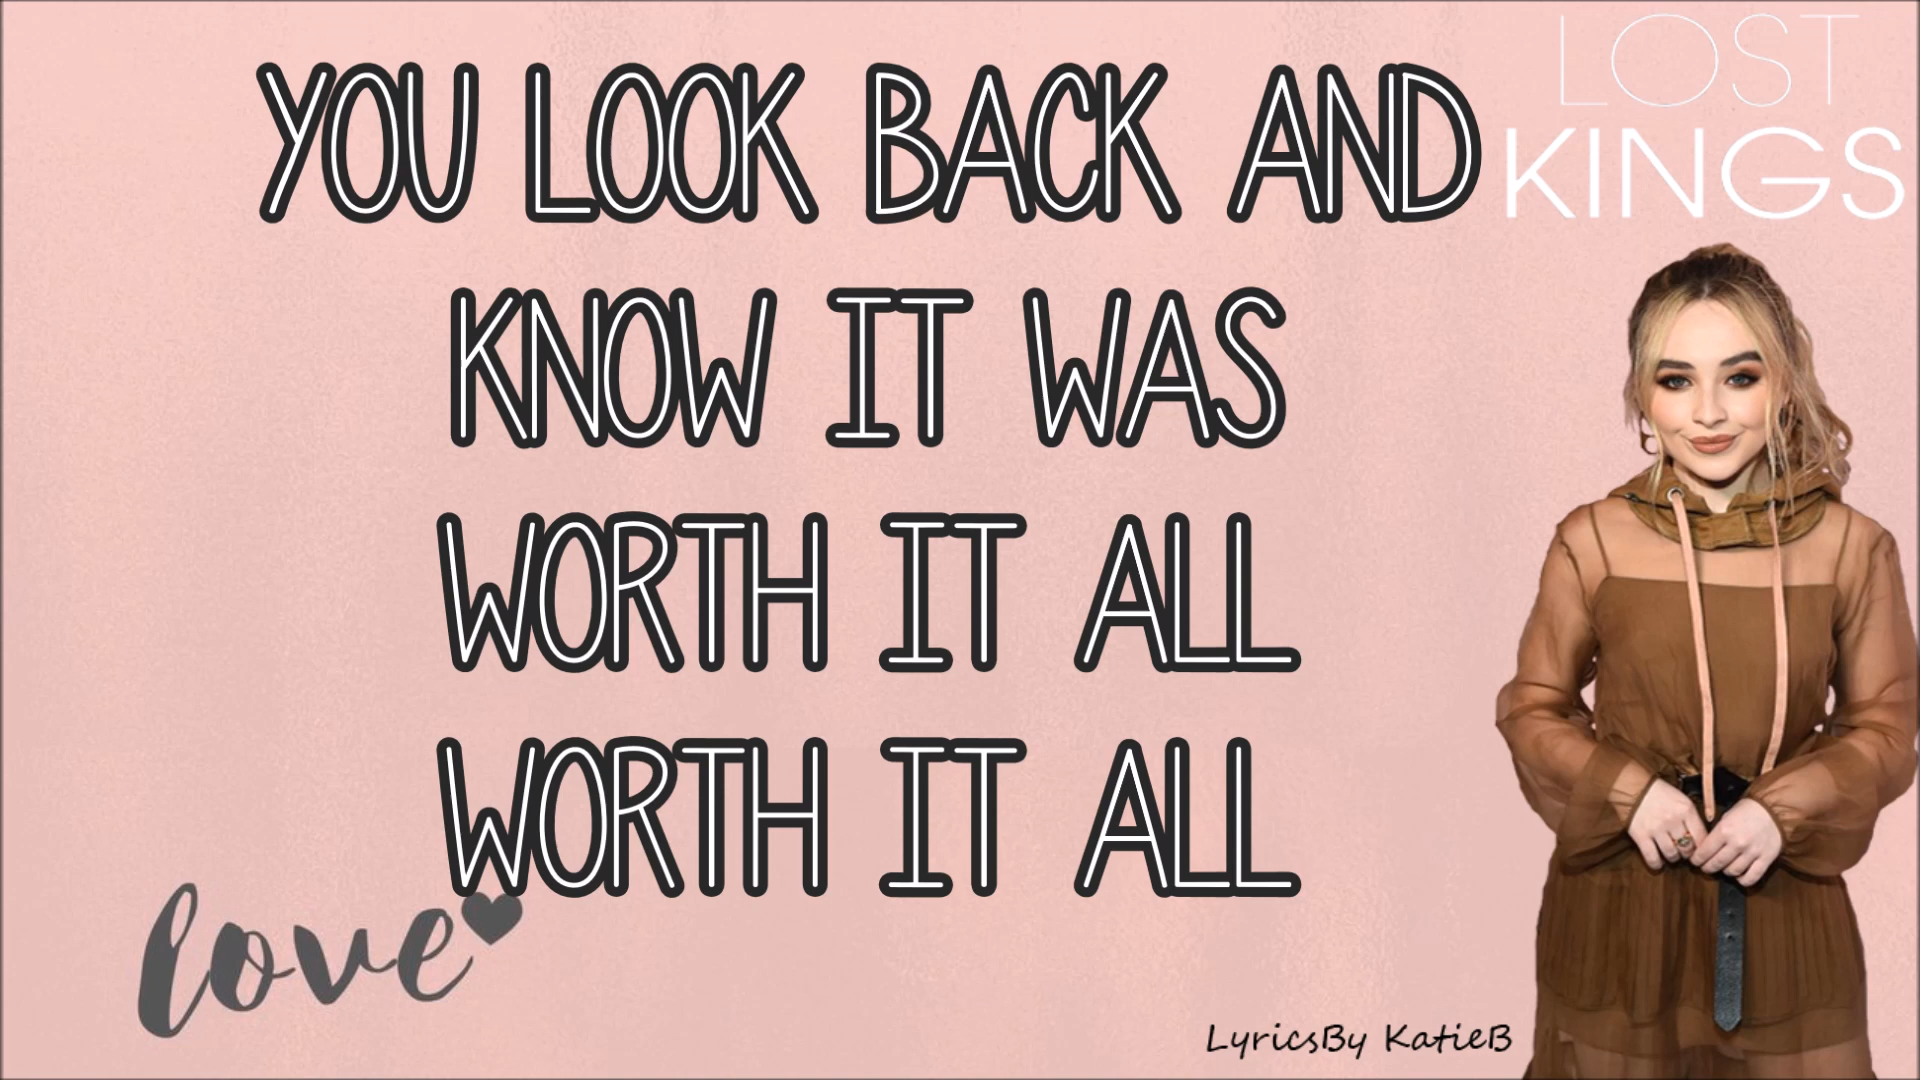 LOST
KINGS
YOU LOOK BACK AND
KNOW IT WAS
WORTH IT ALL
WORTH IT ALL
love
LyricsBy KatieB